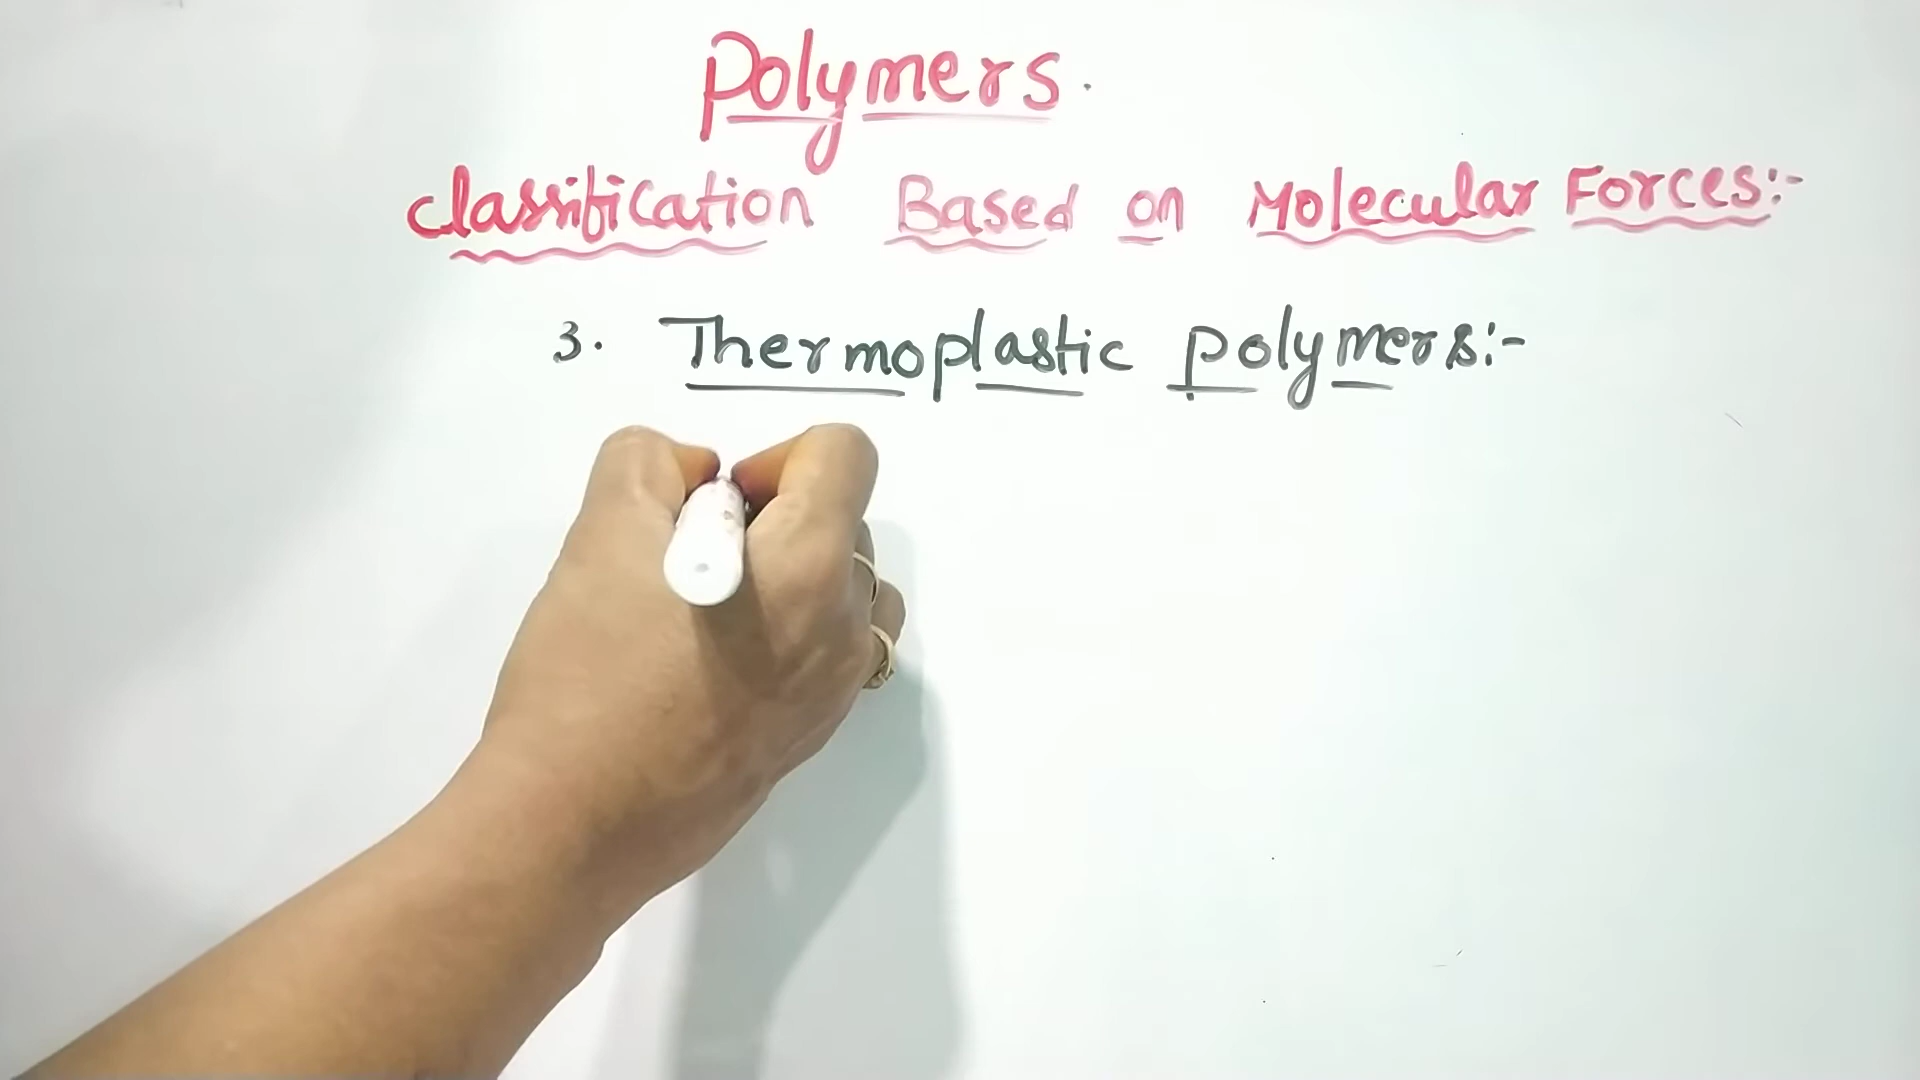 Polymers.
Classification Based on Molecular Forces:-
3. Thermoplastic polymers:-